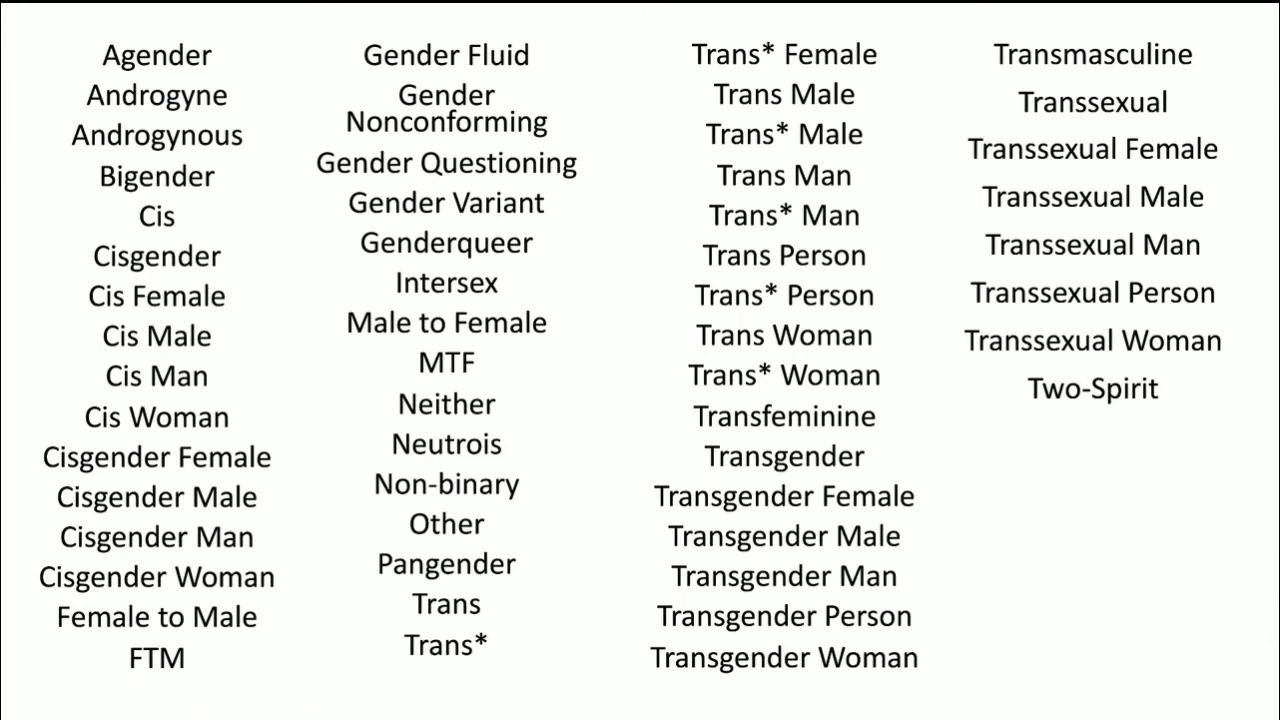 Agender
Androgyne
Androgynous
Bigender
Cis
Cisgender
Cis Female
Cis Male
Cis Man
Cis Woman
Cisgender Female
Cisgender Male
Cisgender Man
Cisgender Woman
Female to Male
FTM
Gender Fluid
Gender
Nonconforming
Gender Questioning
Gender Variant
Genderqueer
Intersex
Male to Female
MTF
Neither
Neutrois
Non-binary
Other
Pangender
Trans
Trans*
Trans* Female
Trans Male
Trans* Male
Trans Man
Trans* Man
Trans Person
Trans* Person
Trans Woman
Trans* Woman
Transfeminine
Transgender
Transgender Female
Transgender Male
Transgender Man
Transgender Person
Transgender Woman
Transmasculine
Transsexual
Transsexual Female
Transsexual Male
Transsexual Man
Transsexual Person
Transsexual Woman
Two-Spirit